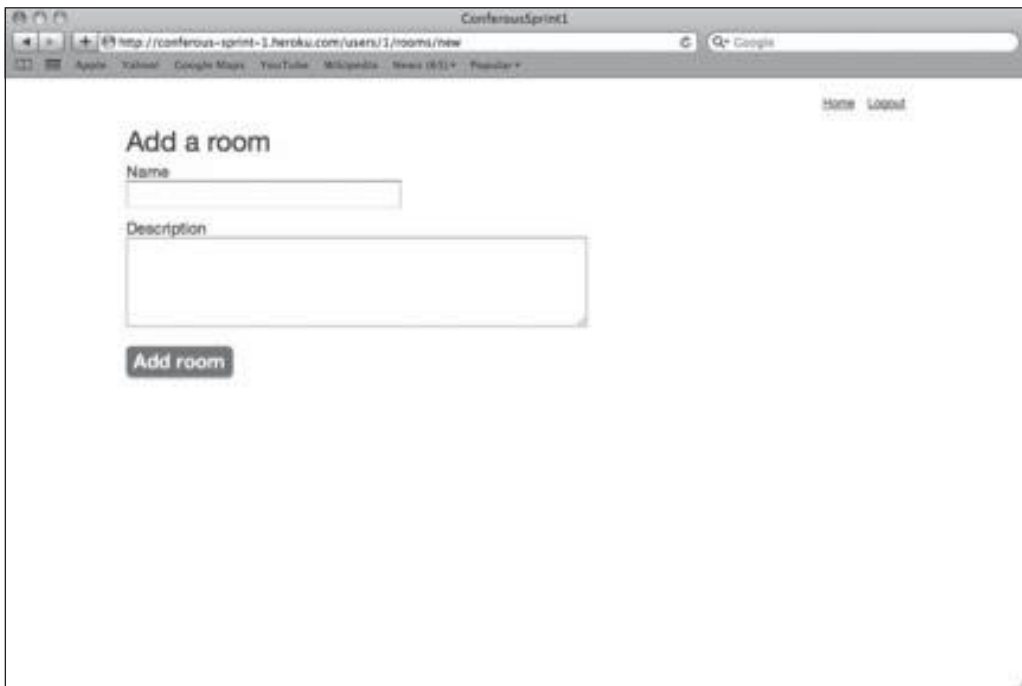 ConferousSprint1
http://conferous-sprint-1.heroku.com/users/1/rooms/new
Google
Apple Yahoo! Google Maps YouTube Wikipedia News (65) Popular
Home Logout
Add a room
Name
Description
Add room